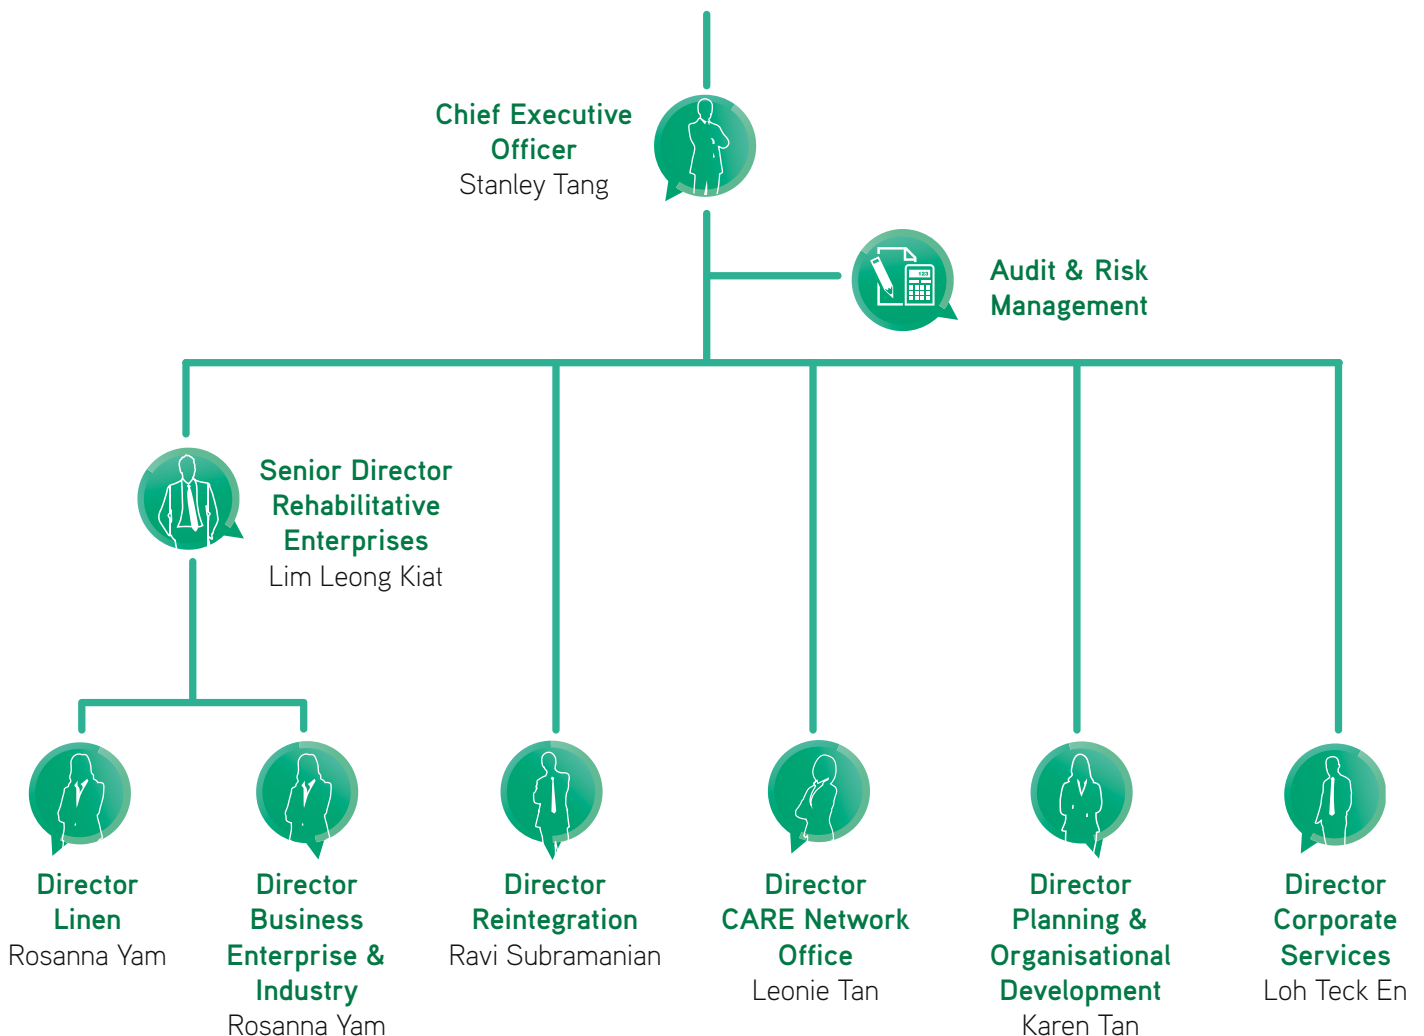 Chief Executive
Officer
Stanley Tang
123
Audit & Risk
Management
Senior Director
Rehabilitative
Enterprises
Lim Leong Kiat
Director
Linen
Rosanna Yam
Director
Business
Enterprise &
Industry
Rosanna Yam
Director
Reintegration
Ravi Subramanian
Director
CARE Network
Office
Leonie Tan
Director
Planning &
Organisational
Development
Karen Tan
Director
Corporate
Services
Loh Teck En